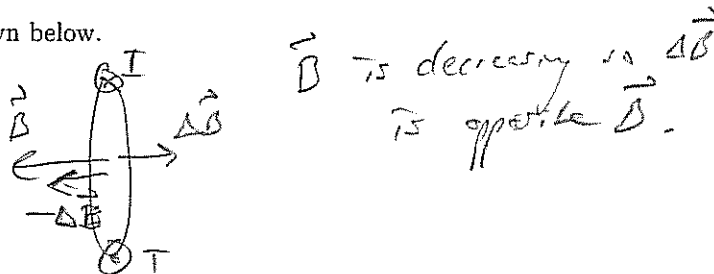 wn below.
I
B⃗ is decreasing so ΔB⃗
is opposite B⃗.
B⃗ ΔB⃗
-ΔB⃗
I